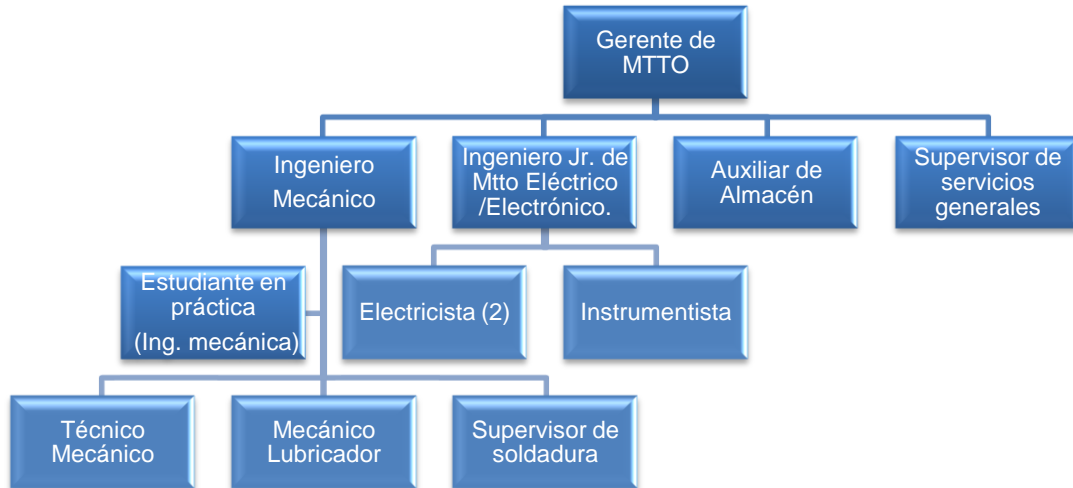 Gerente de
MTTO
Ingeniero
Mecánico
Ingeniero Jr. de
Mtto Eléctrico
/Electrónico.
Auxiliar de
Almacén
Supervisor de
servicios
generales
Estudiante en
práctica
(Ing. mecánica)
Electricista (2)
Instrumentista
Técnico
Mecánico
Mecánico
Lubricador
Supervisor de
soldadura